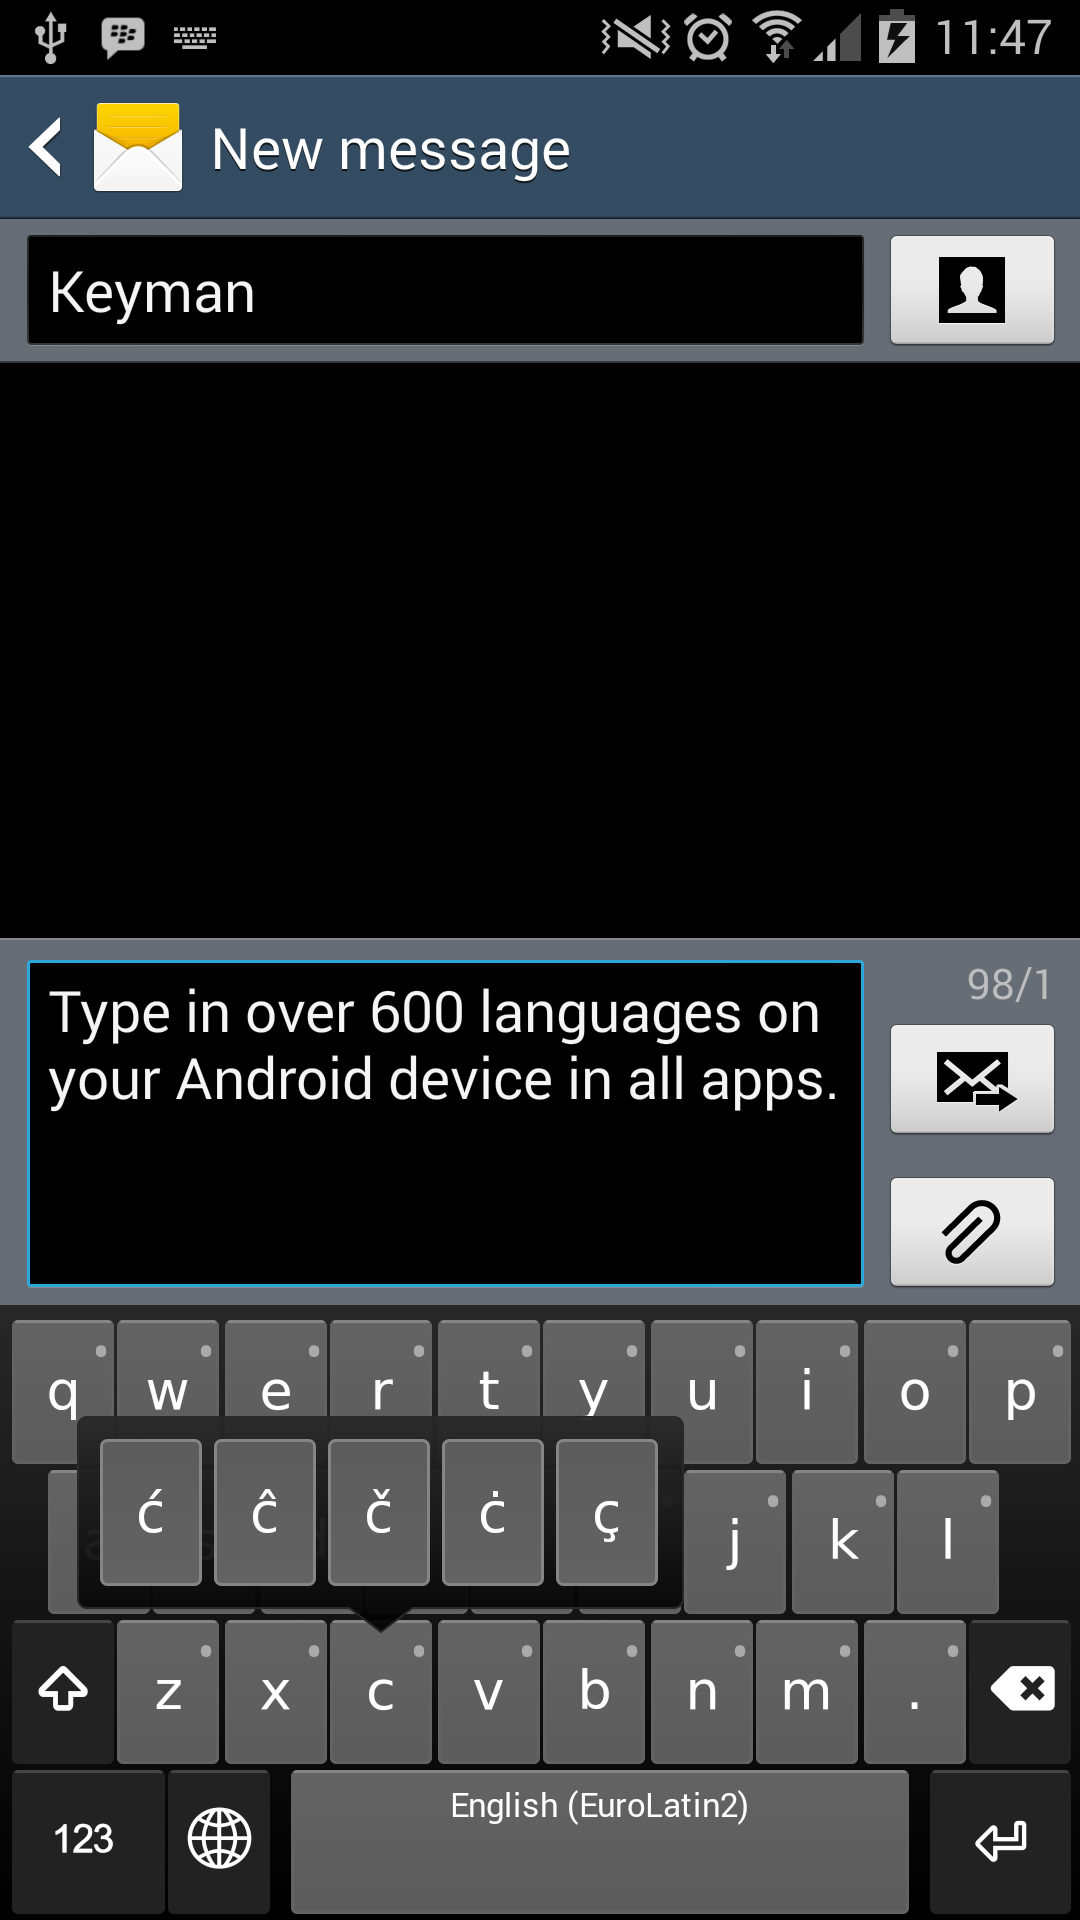 11:47
New message
Keyman
98/1
Type in over 600 languages on
your Android device in all apps.
q w e r t y u i o p
ć ĉ č ċ ç j k l
z x c v b n m .
123 English (EuroLatin2)